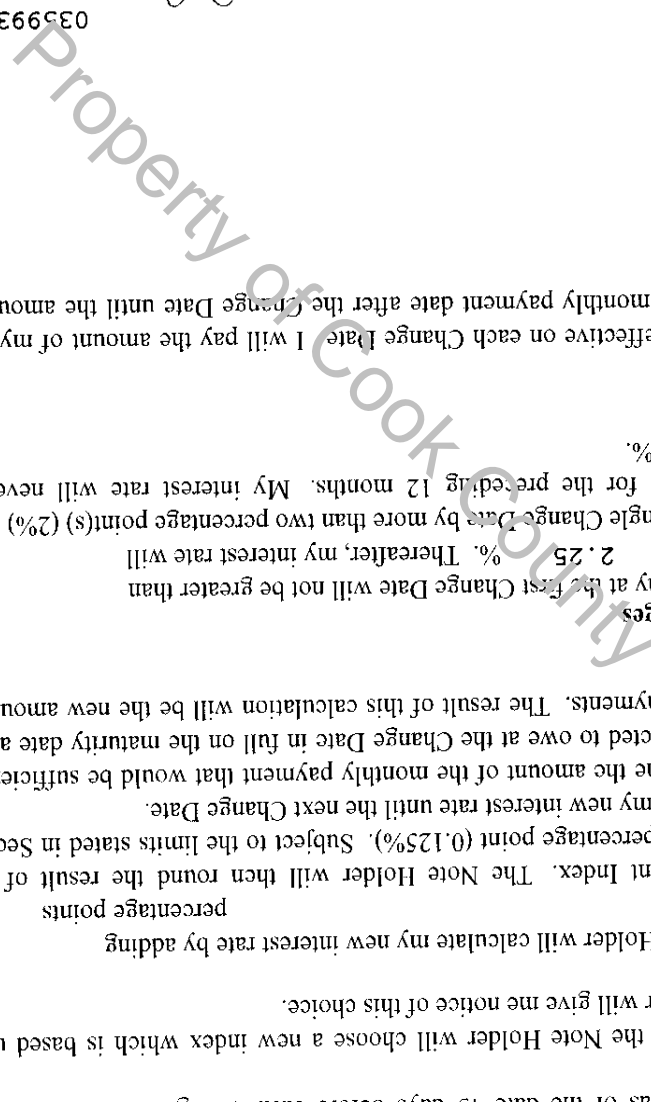 the Note Holder will choose a new index which is based
r will give me notice of this choice.
Holder will calculate my new interest rate by adding
percentage points
nt Index. The Note Holder will then round the result of
percentage point (0.125%). Subject to the limits stated in Sec
my new interest rate until the next Change Date.
ne the amount of the monthly payment that would be sufficie
cted to owe at the Change Date in full on the maturity date a
yments. The result of this calculation will be the new amou
ges
ay at the first Change Date will not be greater than
2.25 %. Thereafter, my interest rate will
ngle Change Date by more than two percentage point(s) (2%)
for the preceding 12 months. My interest rate will neve
%.
effective on each Change Date. I will pay the amount of my
monthly payment date after the Change Date until the amoun
035993
Property of Cook County